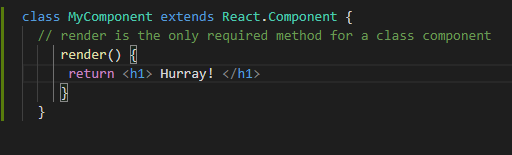 class MyComponent extends React.Component {
  // render is the only required method for a class component
     render() {
      return <h1> Hurray! </h1>
     }
  }